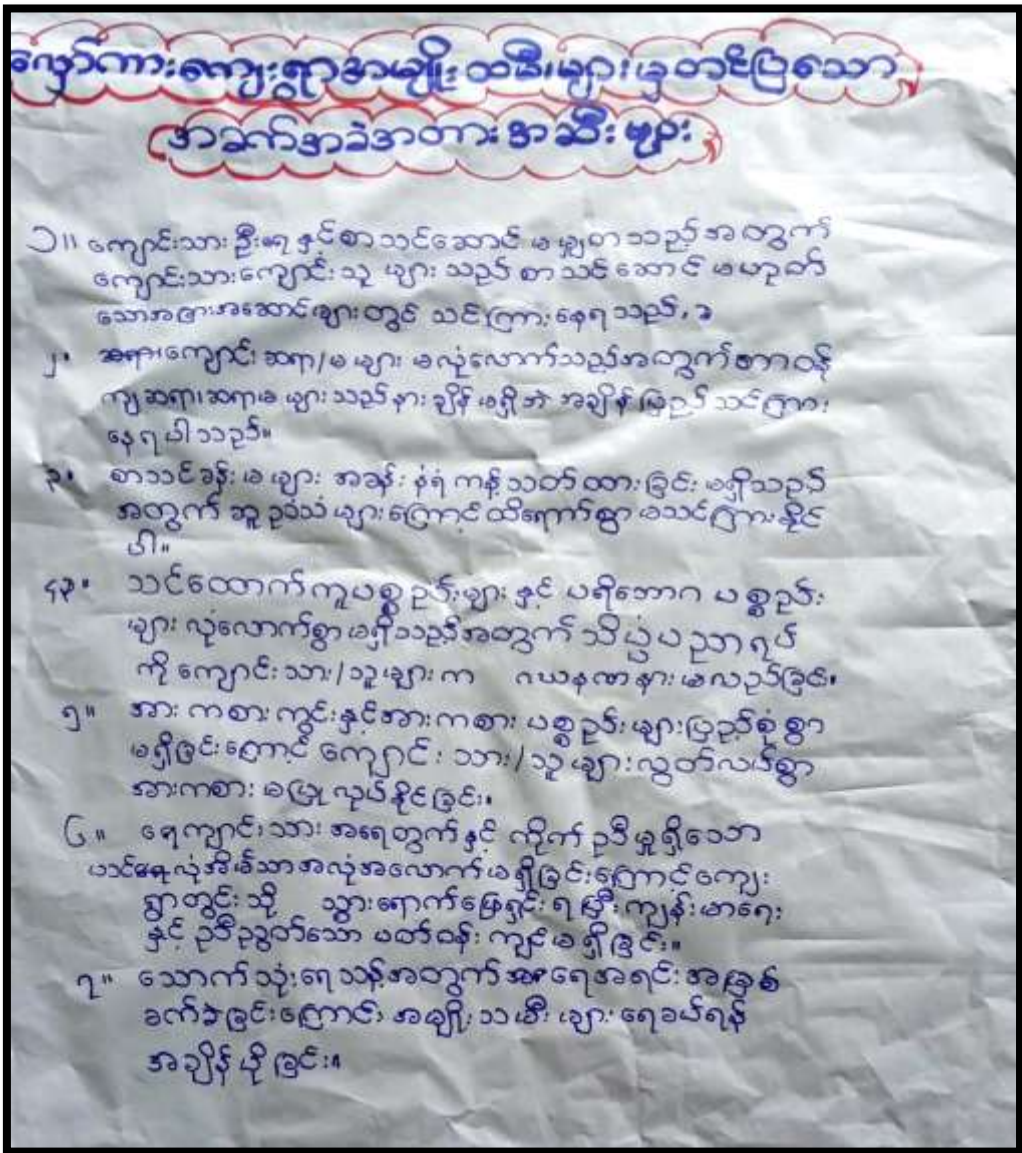 လှော်ကားကျေးရွာအမျိုးထမီးများမှတင်ပြသော
အခက်အခဲအတားအဆီးများ
၁။ ကျောင်းသားဦးရေနှင့်စာသင်ဆောင် မမျှတသည့်အတွက်
ကျောင်းသားကျောင်းသူများသည် စာသင်ဆောင် မဟုတ်
သောအခြားအဆောင်များတွင် သင်ကြားနေရသည်.
၂။ ကျောင်းဆရာ/မများ မလုံလောက်သည့်အတွက်တာဝန်
ကျဆရာ၊ဆရာမများသည်နားချိန်မရှိဘဲ အချိန်ပြည့်သင်ကြား
နေရပါသည်။
၃။ စာသင်ခန်းမများ အခန်းနံရံကန့်သတ်ထားခြင်းမရှိသည့်
အတွက် ဆူညံသံများကြောင့်ထိရောက်စွာ မသင်ကြားနိုင်
ပါ။
၄။ သင်ထောက်ကူပစ္စည်းများ နှင့် ပရိဘောဂ ပစ္စည်း
များ လုံလောက်စွာမရှိသည့်အတွက် သိပ္ပံပညာရပ်
ကို ကျောင်းသား/သူများက ဂဃနဏနားမလည်ခြင်း။
၅။ အားကစားကွင်းနှင့်အားကစား ပစ္စည်းများပြည့်စုံစွာ
မရှိခြင်းကြောင့် ကျောင်းသား/သူများလွတ်လပ်စွာ
အားကစားမပြုလုပ်နိုင်ခြင်း။
၆။ ကျောင်းသားအရေတွက်နှင့် ကိုက်ညီမှုရှိသော
ယင်လုံအိမ်သာအလုံအလောက်မရှိခြင်းကြောင့်ကျေး
ရွာတွင်းသို့ သွားရောက်ဖြေရှင်းရပြီး ကျန်းမာရေး
နှင့် ညီညွတ်သော ပတ်ဝန်းကျင်မရှိခြင်း။
၇။ သောက်သုံးရေသန့်အတွက် ရေအရင်းအမြစ်
ခက်ခဲခြင်းကြောင်း အမျိုးသမီးများ ရေခပ်ရန်
အချိန်ပိုခြင်း။